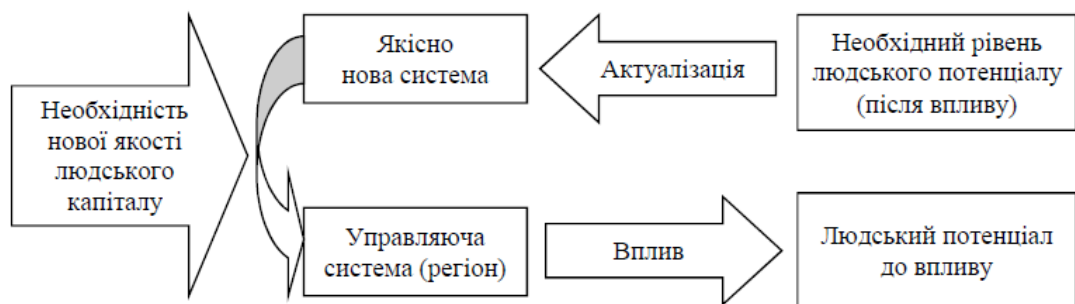 Необхідність
нової якості
людського
капіталу
Якісно
нова система
Актуалізація
Необхідний рівень
людського потенціалу
(після впливу)
Управляюча
система (регіон)
Вплив
Людський потенціал
до впливу